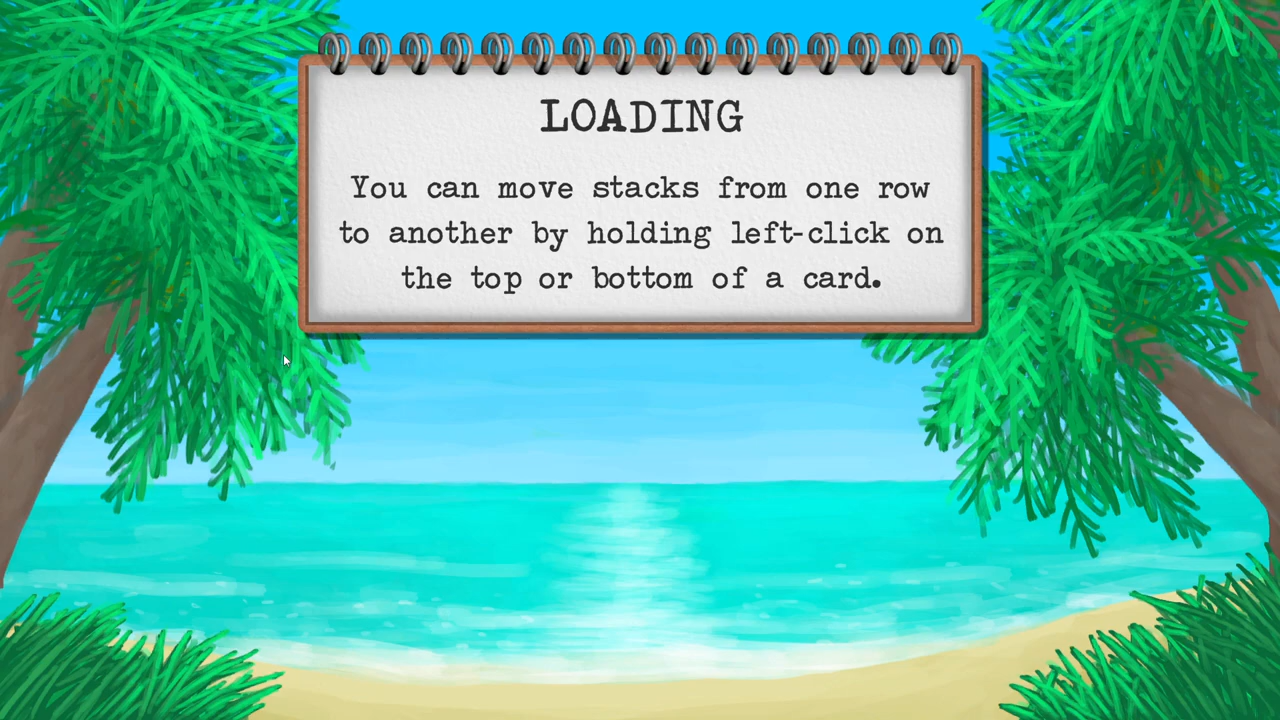 LOADING
You can move stacks from one row
to another by holding left-click on
the top or bottom of a card.